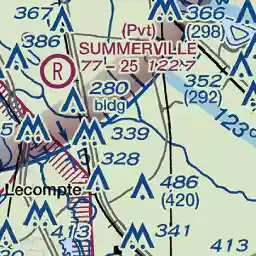 367
(Pvt)
366
(298)
386
SUMMERVILLE
R
77 - 25 122.7
280
bldg
352
(292)
123
339
328
Lecompte
486
(420)
413
341
413